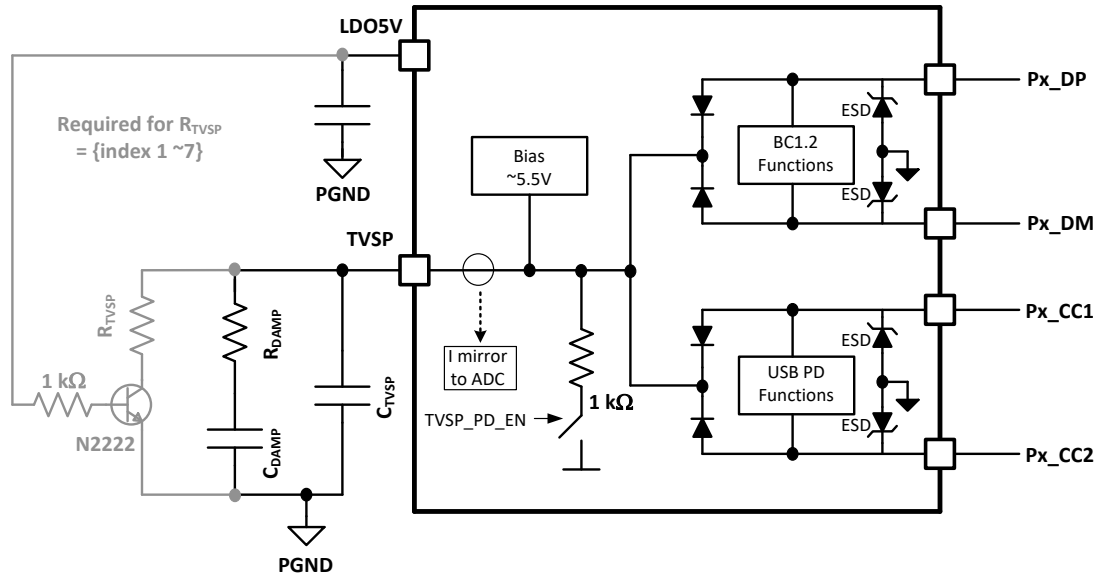 LDO5V
Required for RTVSP
= {index 1 ~7}
PGND
TVSP
RTVSP
1 kΩ
N2222
RDAMP
CDAMP
CTVSP
PGND
Bias
~5.5V
I mirror
to ADC
1 kΩ
TVSP_PD_EN
BC1.2
Functions
ESD
ESD
Px_DP
Px_DM
USB PD
Functions
ESD
ESD
Px_CC1
Px_CC2